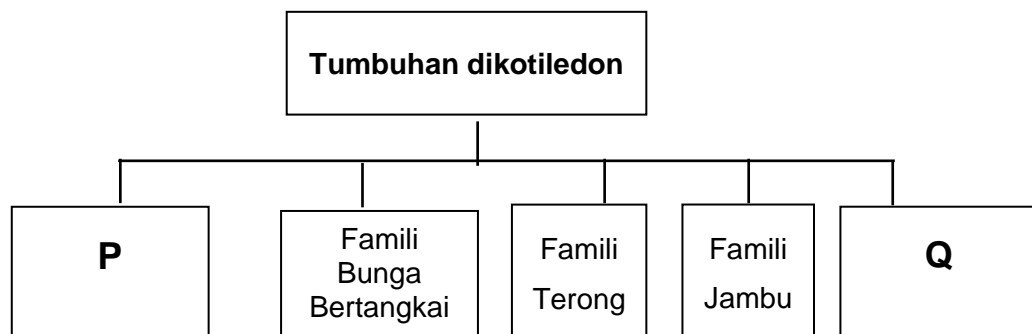 Tumbuhan dikotiledon
P
Famili
Bunga
Bertangkai
Famili
Terong
Famili
Jambu
Q